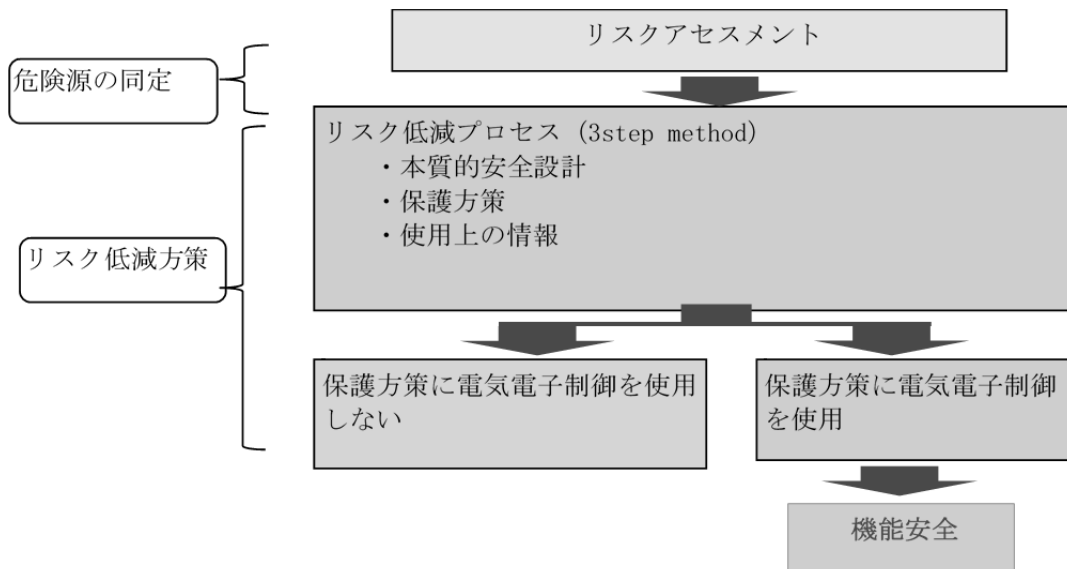 リスクアセスメント
危険源の同定
リスク低減プロセス (3step method)
・本質的安全設計
・保護方策
・使用上の情報
リスク低減方策
保護方策に電気電子制御を使用
しない
保護方策に電気電子制御
を使用
機能安全